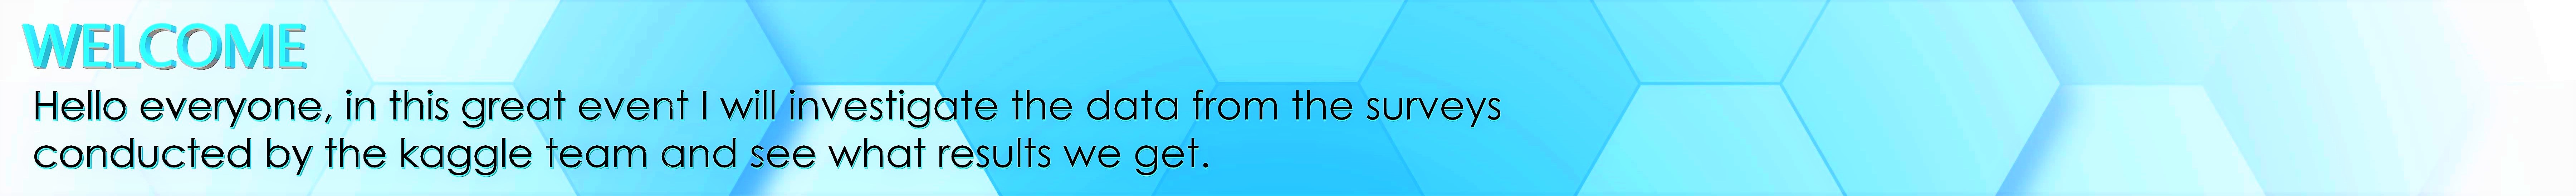 WELCOME
Hello everyone, in this great event I will investigate the data from the surveys
conducted by the kaggle team and see what results we get.